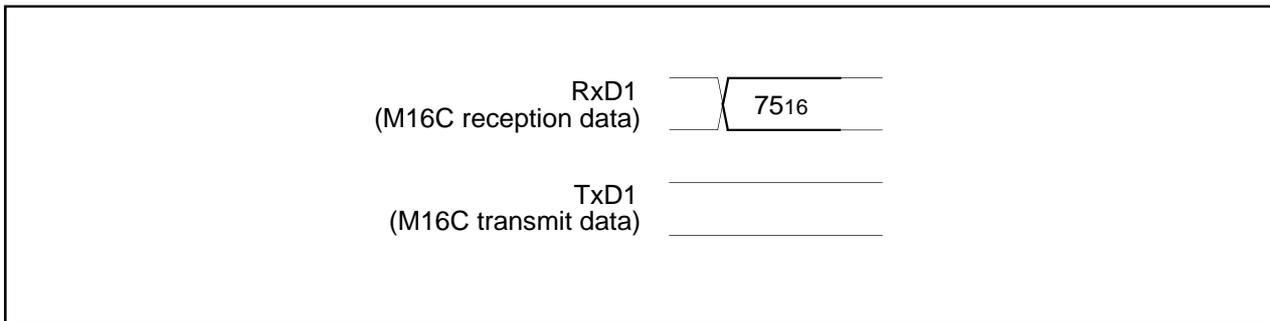 RxD1
(M16C reception data)
7516
TxD1
(M16C transmit data)